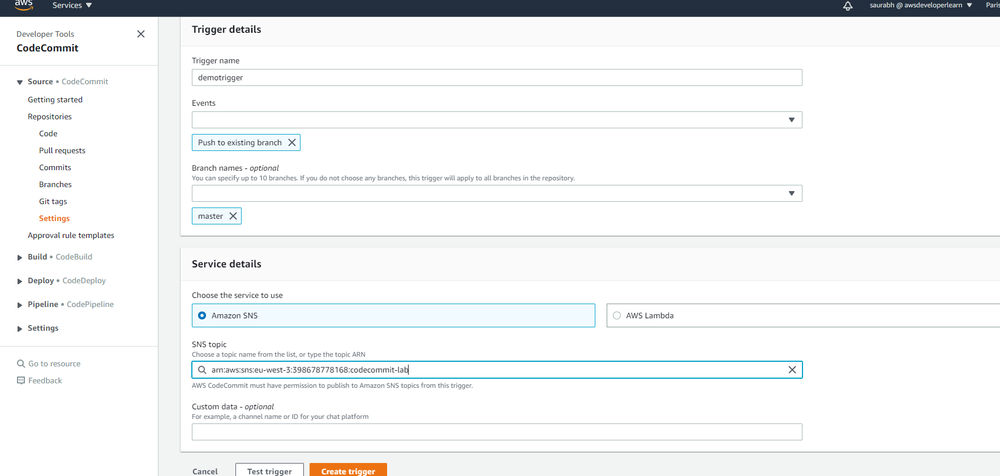 aws
Services
saurabh @ awsdeveloperlearn
Paris
Developer Tools
CodeCommit
Source • CodeCommit
Getting started
Repositories
Code
Pull requests
Commits
Branches
Git tags
Settings
Approval rule templates
Build • CodeBuild
Deploy • CodeDeploy
Pipeline • CodePipeline
Settings
Go to resource
Feedback
Trigger details
Trigger name
demotrigger
Events
Push to existing branch
Branch names - optional
You can specify up to 10 branches. If you do not choose any branches, this trigger will apply to all branches in the repository.
master
Service details
Choose the service to use
Amazon SNS
AWS Lambda
SNS topic
Choose a topic name from the list, or type the topic ARN
arn:aws:sns:eu-west-3:398678778168:codecommit-lab
AWS CodeCommit must have permission to publish to Amazon SNS topics from this trigger.
Custom data - optional
For example, a channel name or ID for your chat platform
Cancel
Test trigger
Create trigger